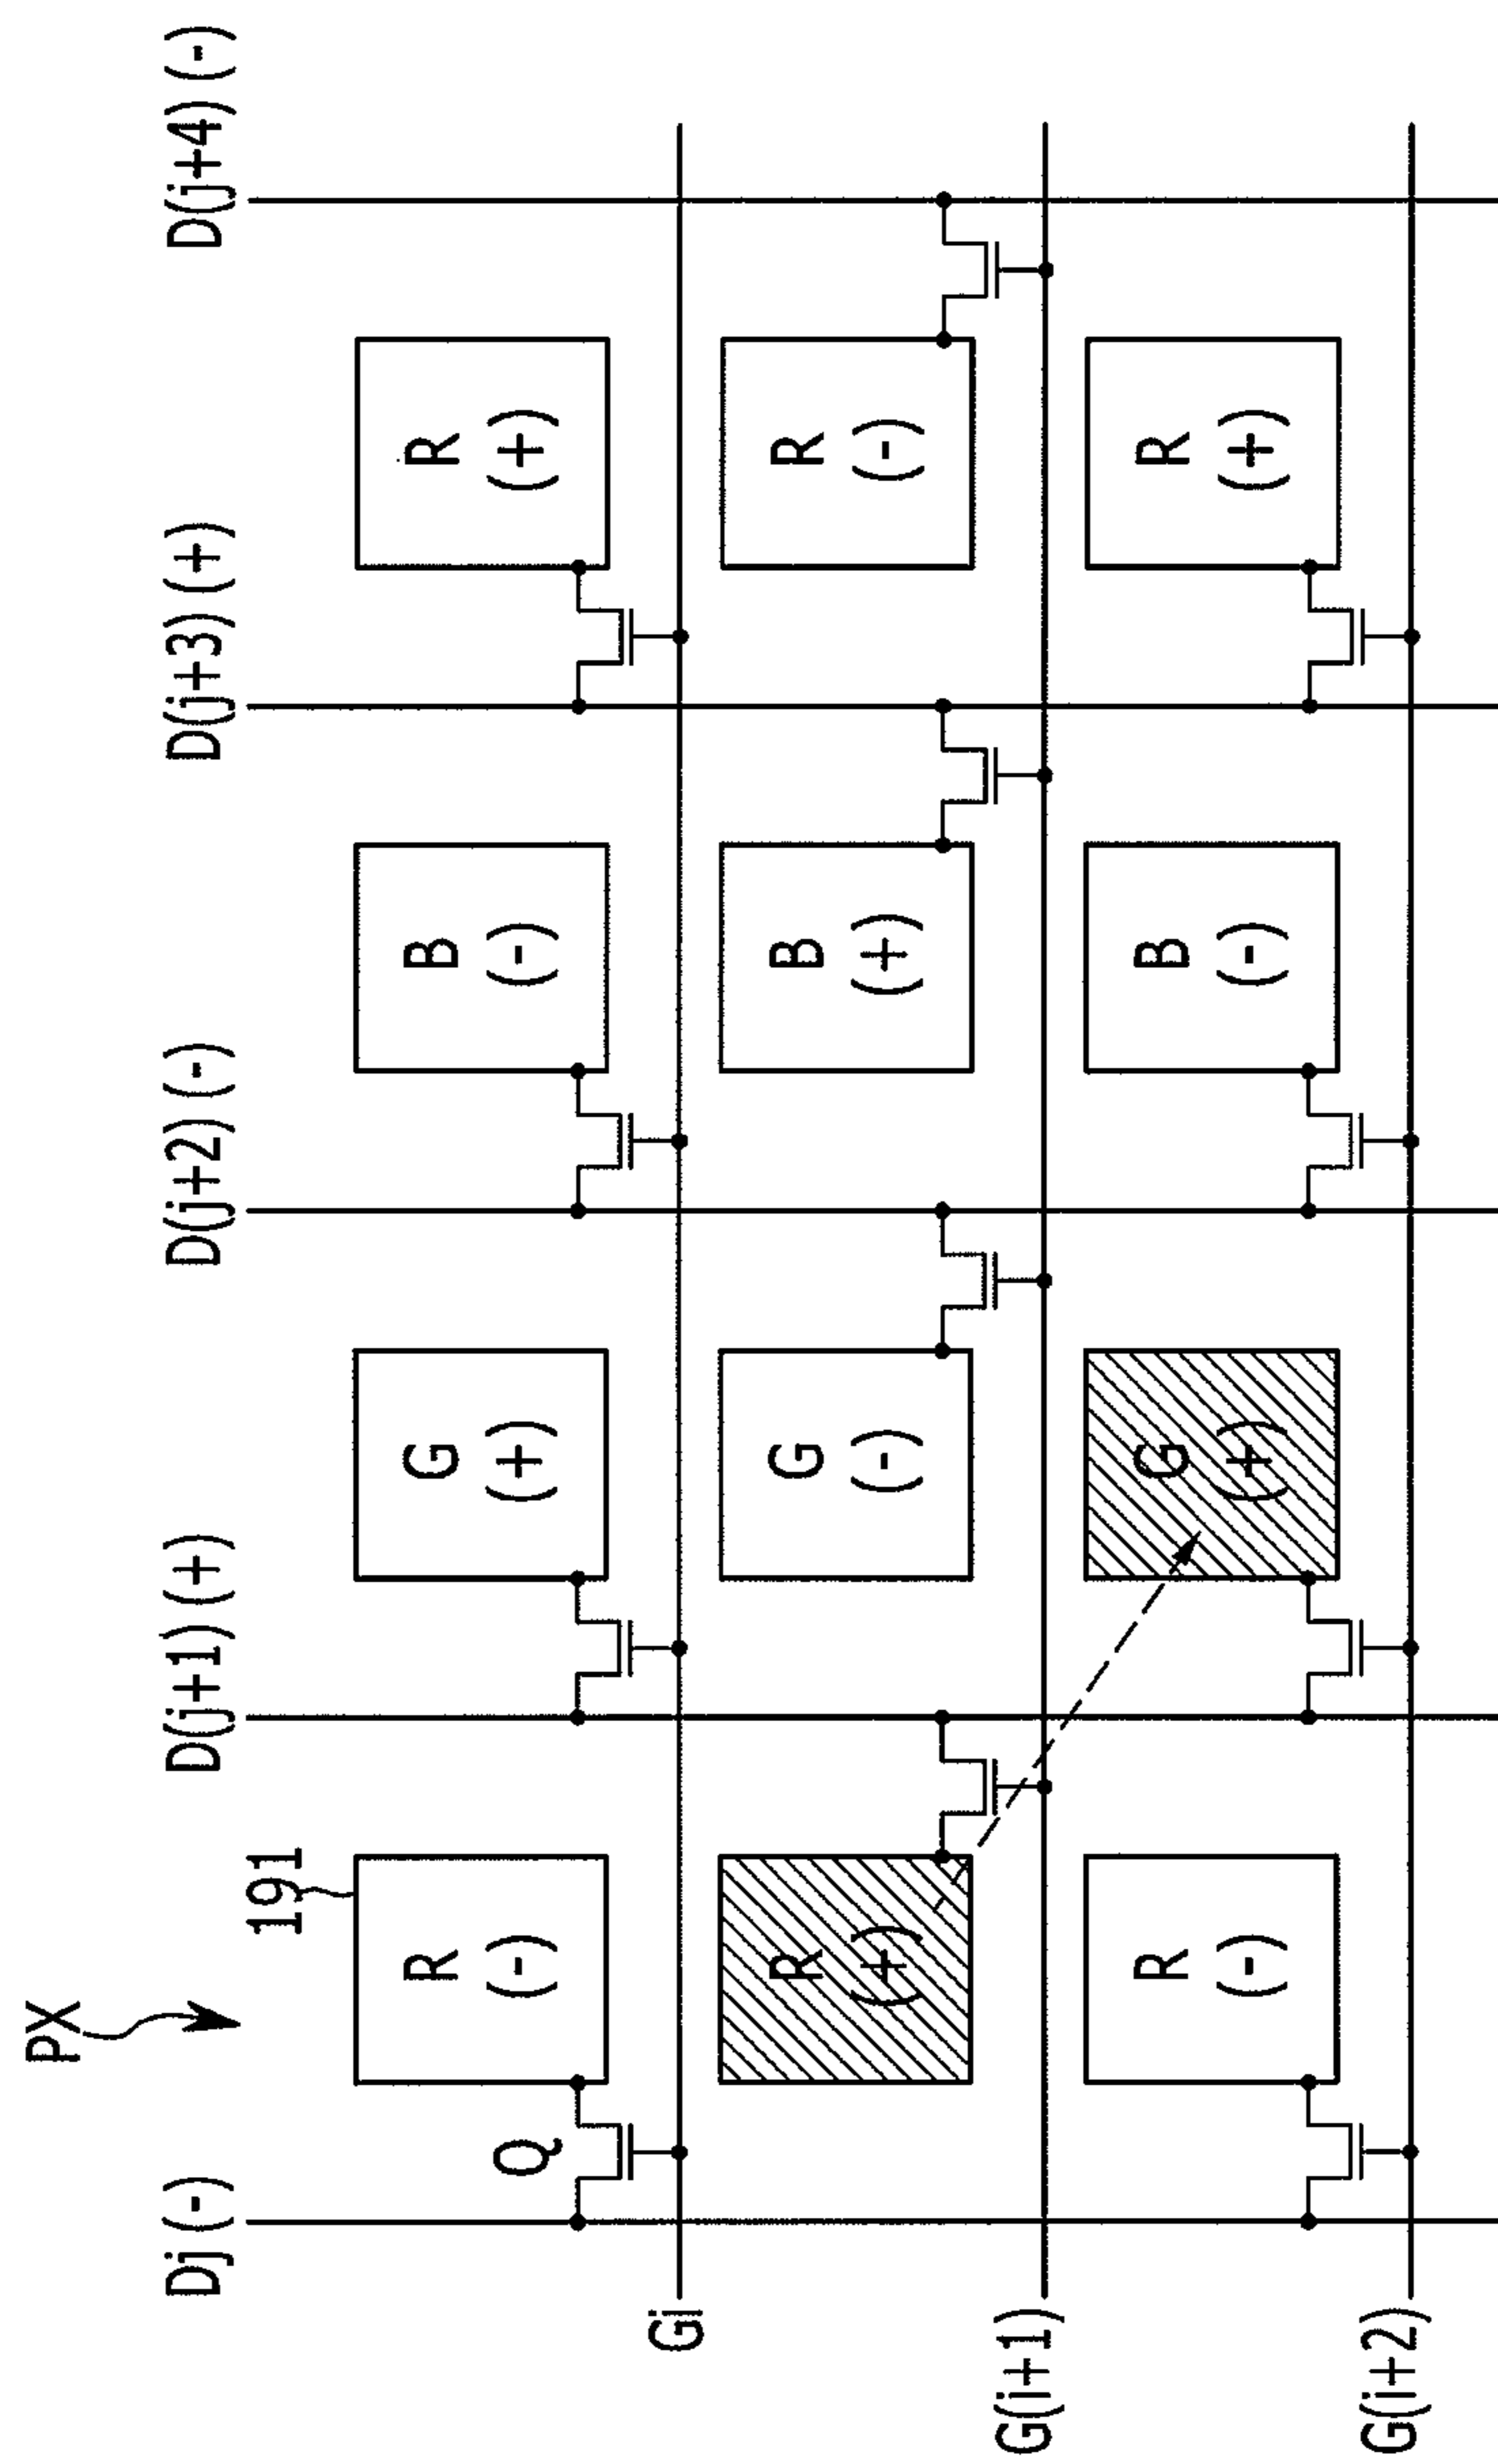 PX
191
Dj (-)
D(j+1) (+)
D(j+2) (-)
D(j+3) (+)
D(j+4) (-)
R
(-)
G
(+)
B
(-)
R
(+)
Q
Gi
R
(+)
G
(-)
B
(+)
R
(-)
G(i+1)
R
(-)
G
(+)
B
(-)
R
(+)
G(i+2)